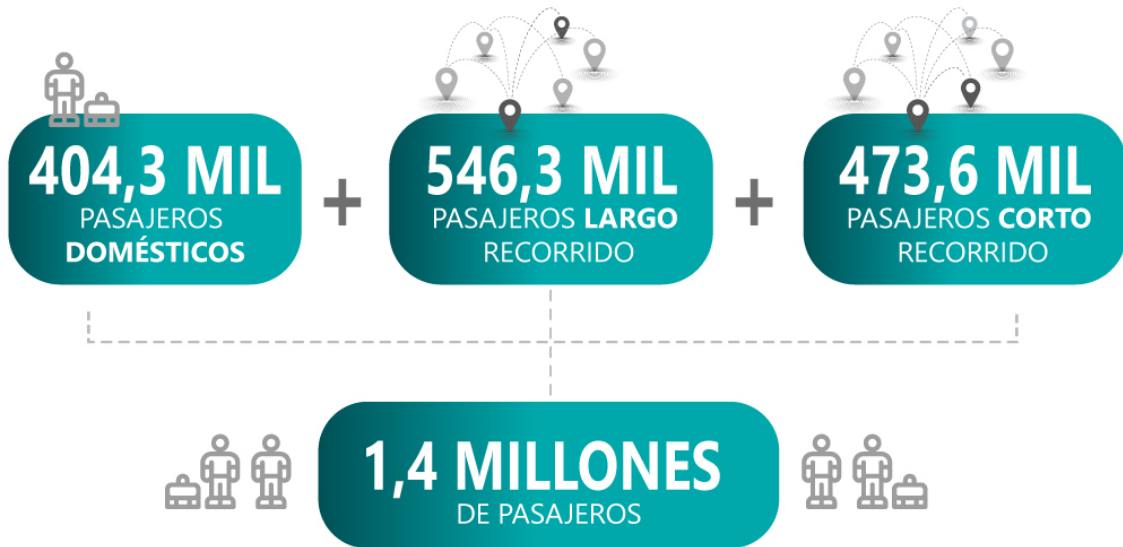 404,3 MIL
PASAJEROS
DOMÉSTICOS
+
546,3 MIL
PASAJEROS LARGO
RECORRIDO
+
473,6 MIL
PASAJEROS CORTO
RECORRIDO
1,4 MILLONES
DE PASAJEROS